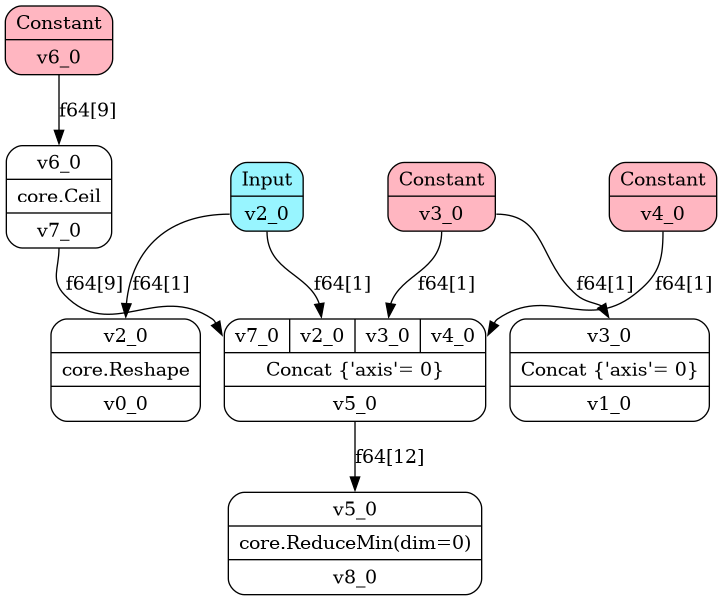 Constant
v6_0
f64[9]
v6_0
core.Ceil
v7_0
Input
v2_0
Constant
v3_0
Constant
v4_0
f64[9]
f64[1]
f64[1]
f64[1]
f64[1]
f64[1]
v2_0
core.Reshape
v0_0
v7_0 v2_0 v3_0 v4_0
Concat {'axis'= 0}
v5_0
v3_0
Concat {'axis'= 0}
v1_0
f64[12]
v5_0
core.ReduceMin(dim=0)
v8_0